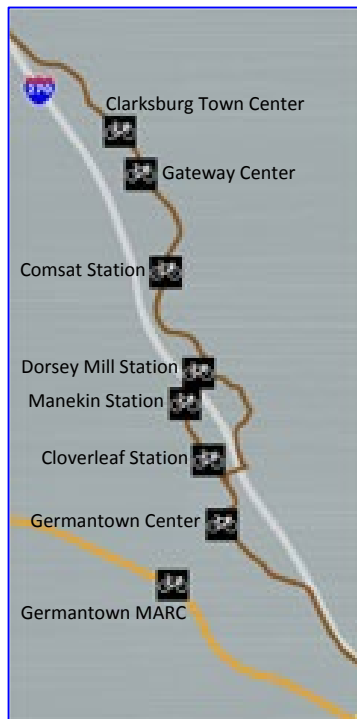 270
Clarksburg Town Center
Gateway Center
Comsat Station
Dorsey Mill Station
Manekin Station
Cloverleaf Station
Germantown Center
Germantown MARC